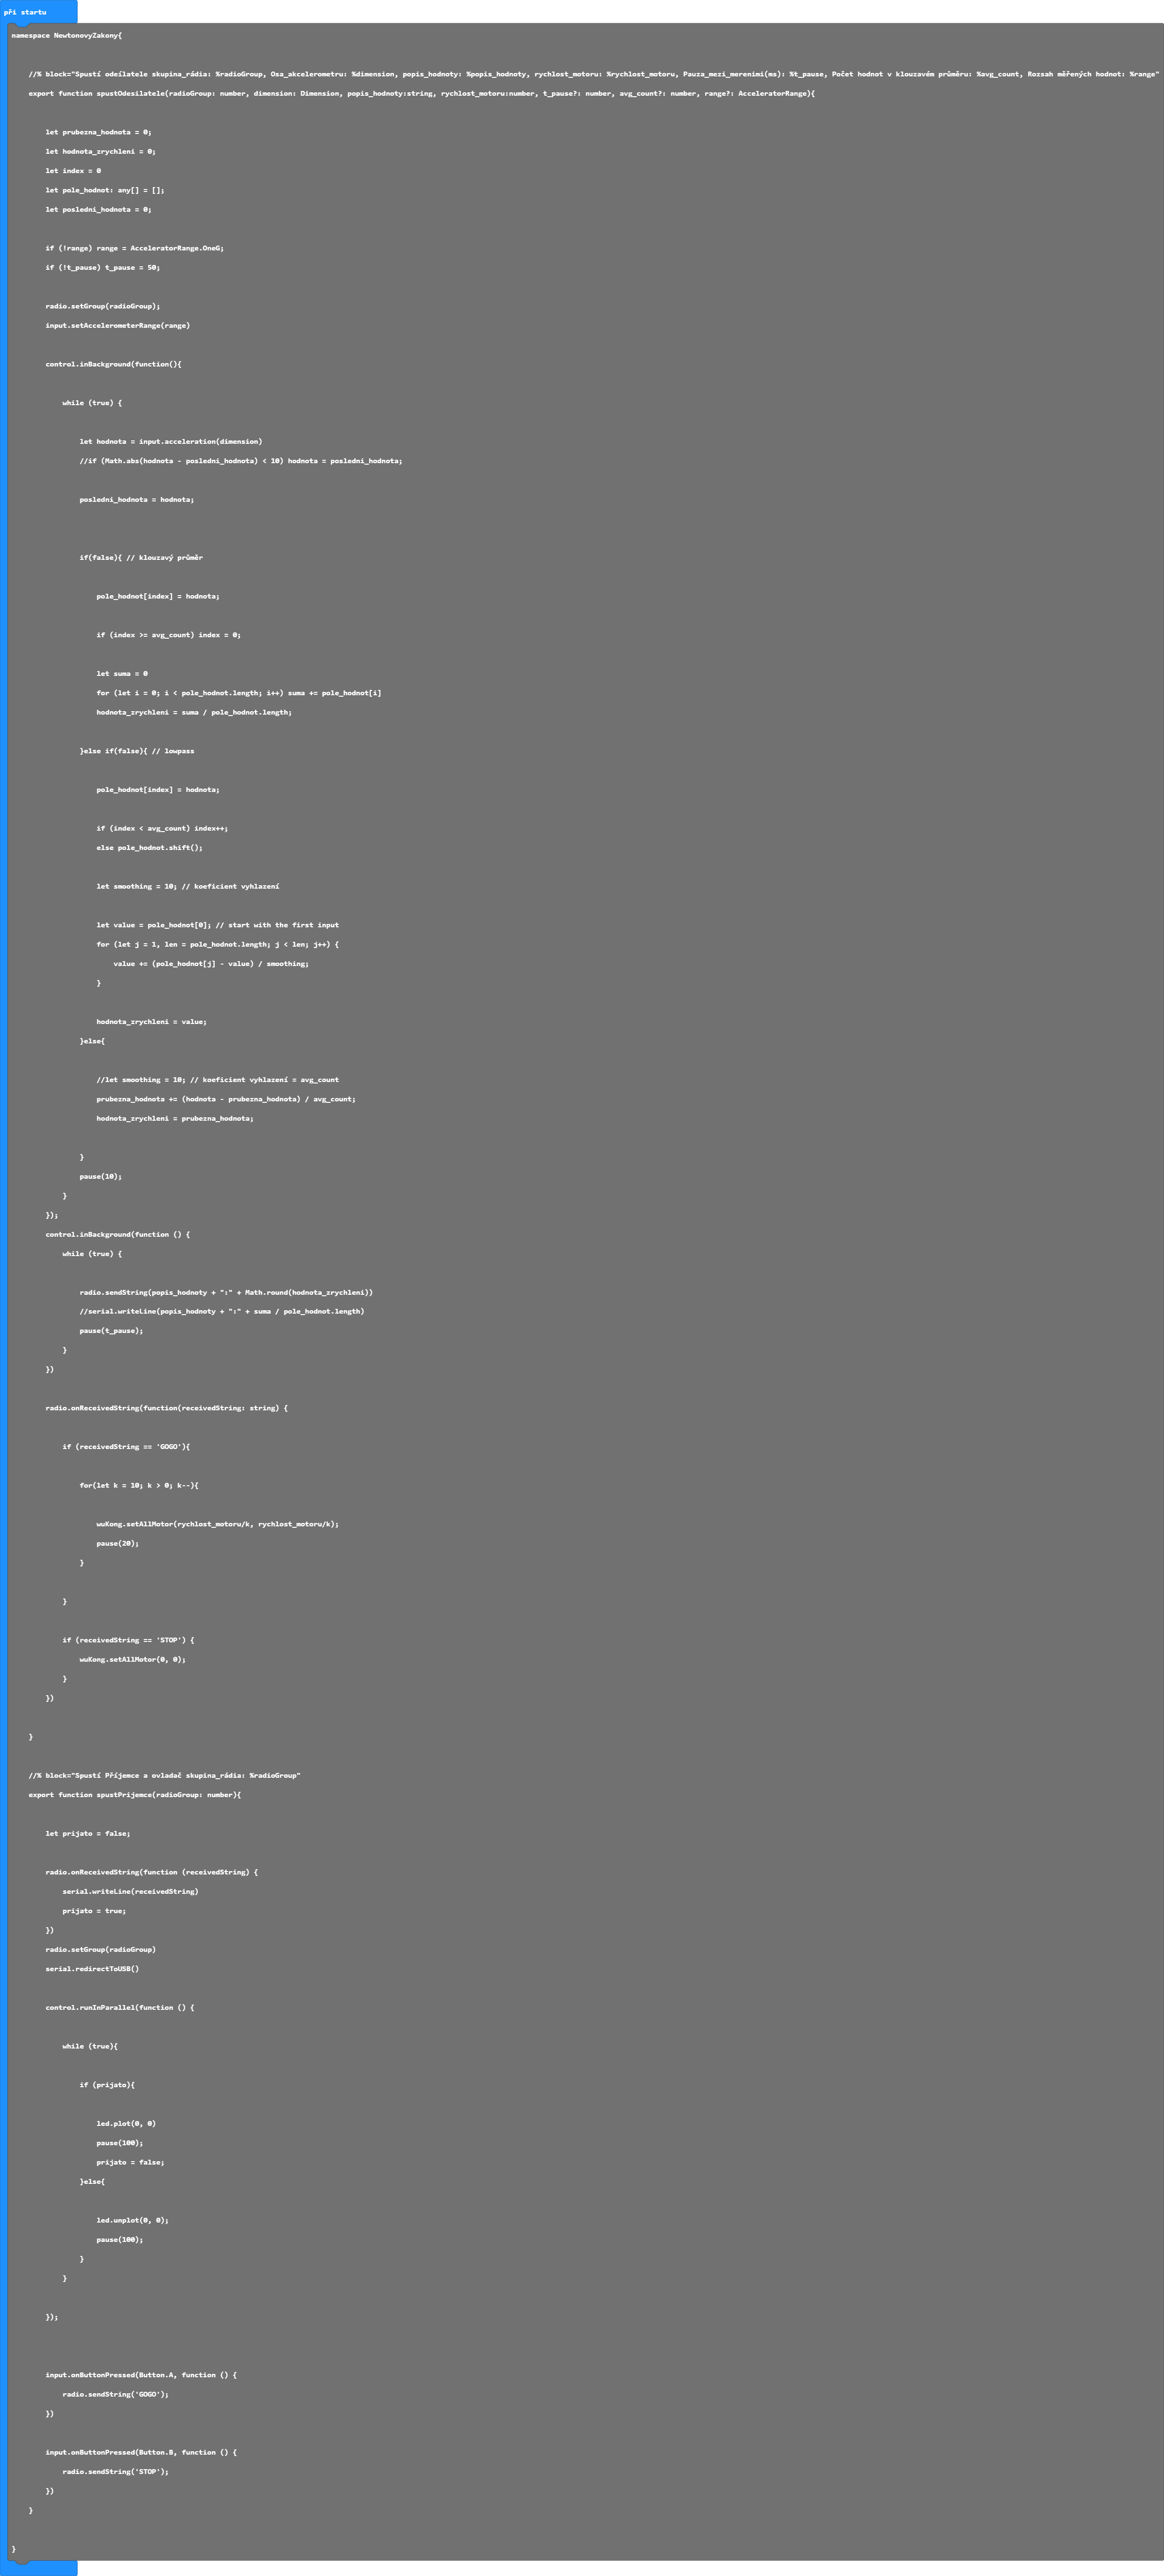 při startu
namespace NewtonovyZakony{
//% block="Spustí odesílatele skupina_rádia: %radioGroup, Osa_akcelerometru: %dimension, popis_hodnoty: %popis_hodnoty, rychlost_motoru: %rychlost_motoru, Pauza_mezi_merenimi(ms): %t_pause, Počet hodnot v klouzavém průměru: %avg_count, Rozsah měřených hodnot: %range"
export function spustOdesilatele(radioGroup: number, dimension: Dimension, popis_hodnoty:string, rychlost_motoru:number, t_pause?: number, avg_count?: number, range?: AcceleratorRange){
let prubezna_hodnota = 0;
let hodnota_zrychleni = 0;
let index = 0
let pole_hodnot: any[] = [];
let posledni_hodnota = 0;
if (!range) range = AcceleratorRange.OneG;
if (!t_pause) t_pause = 50;
radio.setGroup(radioGroup);
input.setAccelerometerRange(range)
control.inBackground(function(){
while (true) {
let hodnota = input.acceleration(dimension)
//if (Math.abs(hodnota - posledni_hodnota) < 10) hodnota = posledni_hodnota;
posledni_hodnota = hodnota;
if(false){ // klouzavý průměr
pole_hodnot[index] = hodnota;
if (index >= avg_count) index = 0;
let suma = 0
for (let i = 0; i < pole_hodnot.length; i++) suma += pole_hodnot[i]
hodnota_zrychleni = suma / pole_hodnot.length;
}else if(false){ // lowpass
pole_hodnot[index] = hodnota;
if (index < avg_count) index++;
else pole_hodnot.shift();
let smoothing = 10; // koeficient vyhlazení
let value = pole_hodnot[0]; // start with the first input
for (let j = 1, len = pole_hodnot.length; j < len; j++) {
value += (pole_hodnot[j] - value) / smoothing;
}
hodnota_zrychleni = value;
}else{
//let smoothing = 10; // koeficient vyhlazení = avg_count
prubezna_hodnota += (hodnota - prubezna_hodnota) / avg_count;
hodnota_zrychleni = prubezna_hodnota;
}
pause(10);
}
});
control.inBackground(function () {
while (true) {
radio.sendString(popis_hodnoty + ":" + Math.round(hodnota_zrychleni))
//serial.writeLine(popis_hodnoty + ":" + suma / pole_hodnot.length)
pause(t_pause);
}
})
radio.onReceivedString(function(receivedString: string) {
if (receivedString == 'GOGO'){
for(let k = 10; k > 0; k--){
wuKong.setAllMotor(rychlost_motoru/k, rychlost_motoru/k);
pause(20);
}
}
if (receivedString == 'STOP') {
wuKong.setAllMotor(0, 0);
}
})
}
//% block="Spustí Příjemce a ovladač skupina_rádia: %radioGroup"
export function spustPrijemce(radioGroup: number){
let prijato = false;
radio.onReceivedString(function (receivedString) {
serial.writeLine(receivedString)
prijato = true;
})
radio.setGroup(radioGroup)
serial.redirectToUSB()
control.runInParallel(function () {
while (true){
if (prijato){
led.plot(0, 0)
pause(100);
prijato = false;
}else{
led.unplot(0, 0);
pause(100);
}
}
});
input.onButtonPressed(Button.A, function () {
radio.sendString('GOGO');
})
input.onButtonPressed(Button.B, function () {
radio.sendString('STOP');
})
}
}